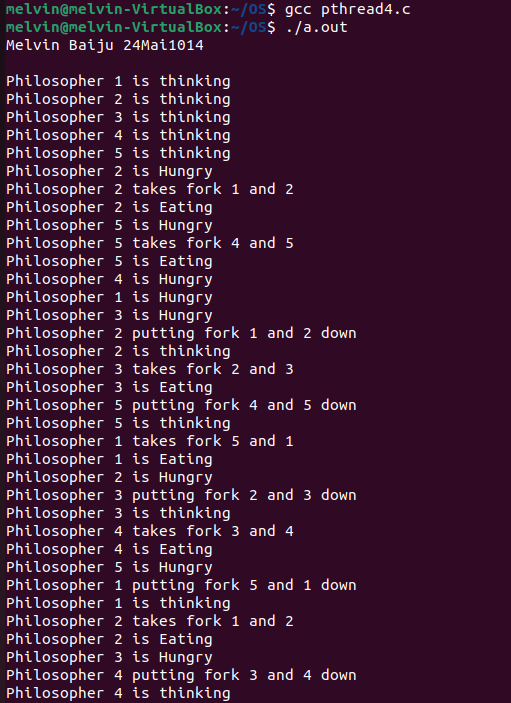 melvin@melvin-VirtualBox:~/OS$ gcc pthread4.c
melvin@melvin-VirtualBox:~/OS$ ./a.out
Melvin Baiju 24Mai1014

Philosopher 1 is thinking
Philosopher 2 is thinking
Philosopher 3 is thinking
Philosopher 4 is thinking
Philosopher 5 is thinking
Philosopher 2 is Hungry
Philosopher 2 takes fork 1 and 2
Philosopher 2 is Eating
Philosopher 5 is Hungry
Philosopher 5 takes fork 4 and 5
Philosopher 5 is Eating
Philosopher 4 is Hungry
Philosopher 1 is Hungry
Philosopher 3 is Hungry
Philosopher 2 putting fork 1 and 2 down
Philosopher 2 is thinking
Philosopher 3 takes fork 2 and 3
Philosopher 3 is Eating
Philosopher 5 putting fork 4 and 5 down
Philosopher 5 is thinking
Philosopher 1 takes fork 5 and 1
Philosopher 1 is Eating
Philosopher 2 is Hungry
Philosopher 3 putting fork 2 and 3 down
Philosopher 3 is thinking
Philosopher 4 takes fork 3 and 4
Philosopher 4 is Eating
Philosopher 5 is Hungry
Philosopher 1 putting fork 5 and 1 down
Philosopher 1 is thinking
Philosopher 2 takes fork 1 and 2
Philosopher 2 is Eating
Philosopher 3 is Hungry
Philosopher 4 putting fork 3 and 4 down
Philosopher 4 is thinking